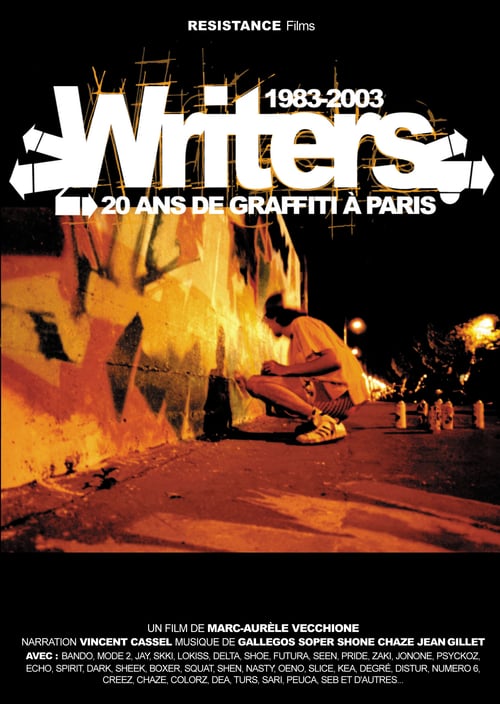 RESISTANCE Films
1983-2003
Writers
20 ANS DE GRAFFITI À PARIS
UN FILM DE MARC-AURÈLE VECCHIONE
NARRATION VINCENT CASSEL MUSIQUE DE GALLEGOS SOPER SHONE CHAZE JEAN GILLET
AVEC : BANDO, MODE 2, JAY, SKKI. LOKISS, DELTA, SHOE, FUTURA, SEEN, PRIDE, ZAKI, JONONE, PSYCKOZ,
ECHO, SPIRIT, DARK, SHEEK, BOXER, SQUAT, SHEN, NASTY, OENO, SLICE, KEA, DEGRÉ, DISTUR, NUMERO 6,
CREEZ, CHAZE, COLORZ, DEA, TURS, SARI, PEUCA, SEB ET D'AUTRES...